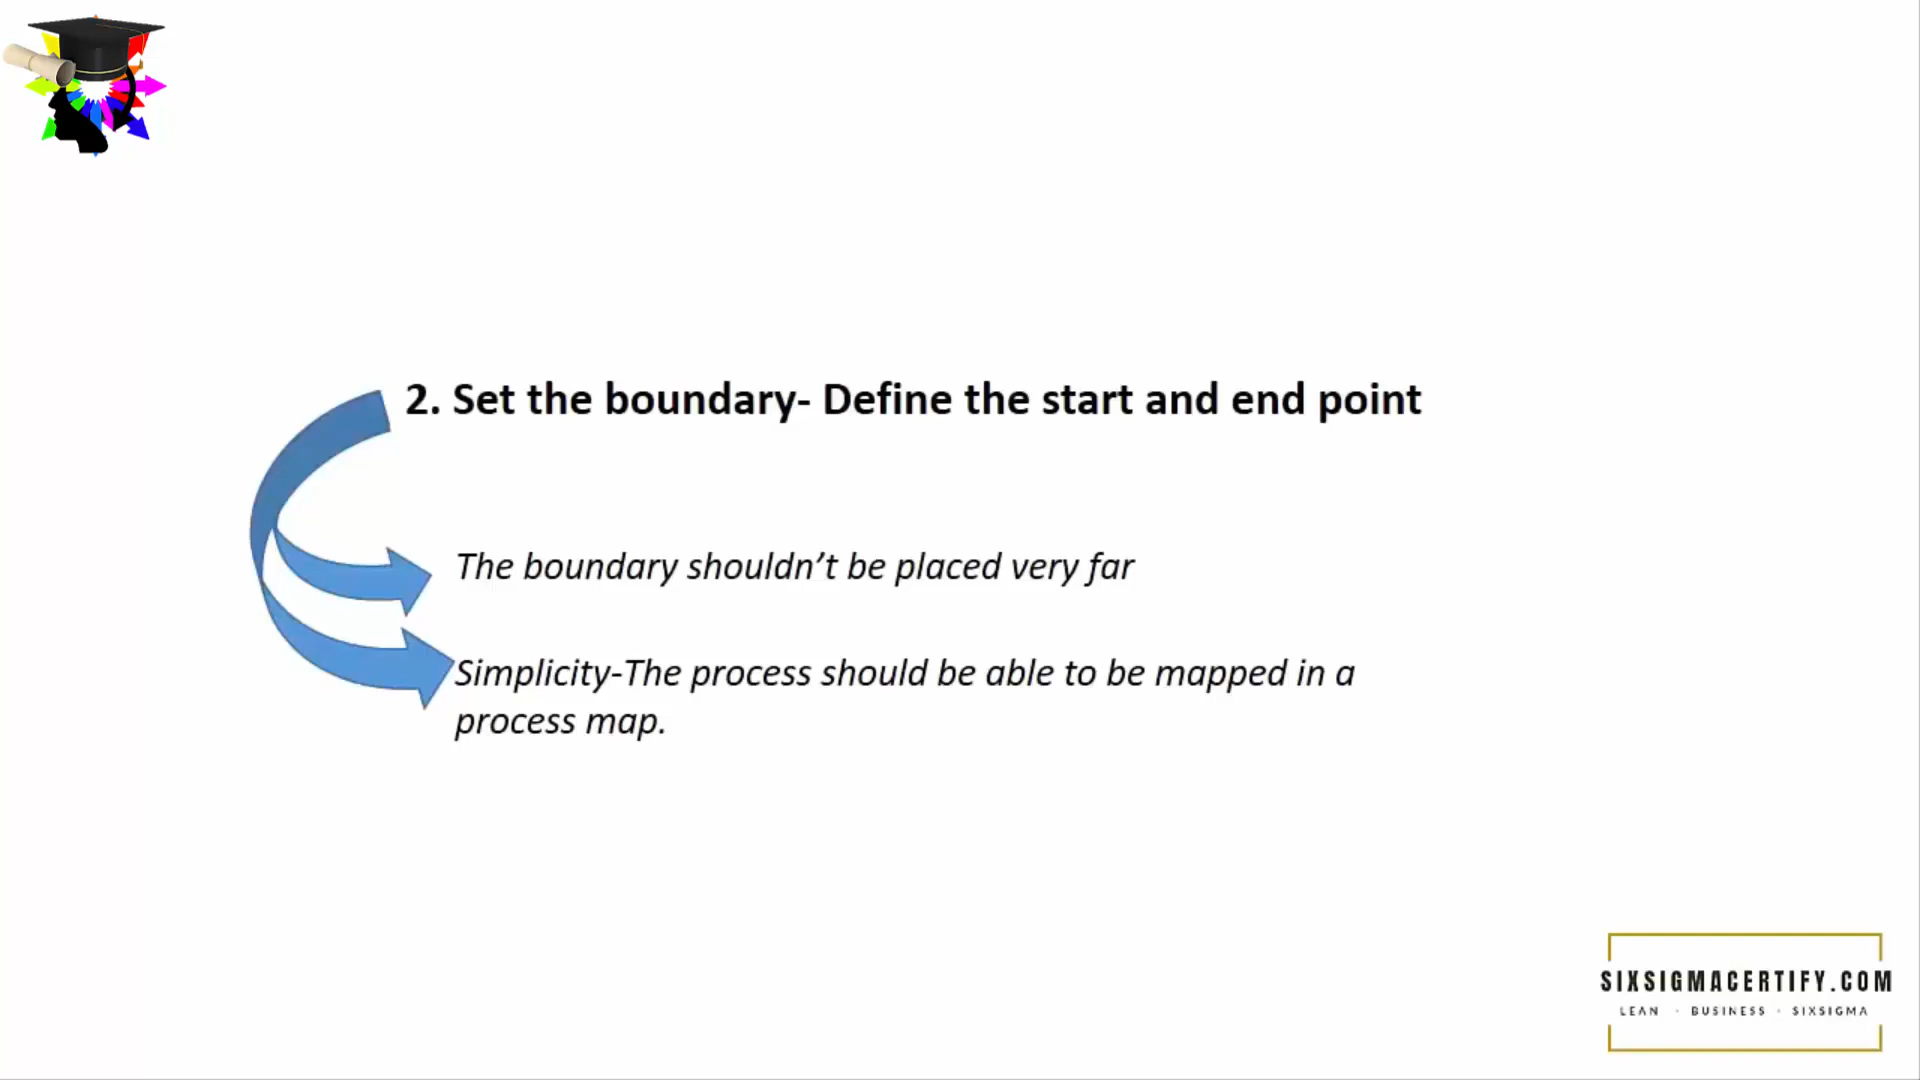 2. Set the boundary- Define the start and end point
The boundary shouldn't be placed very far
Simplicity-The process should be able to be mapped in a
process map.
SIXSIGMACERTIFY.COM
LEAN · BUSINESS · SIXSIGMA